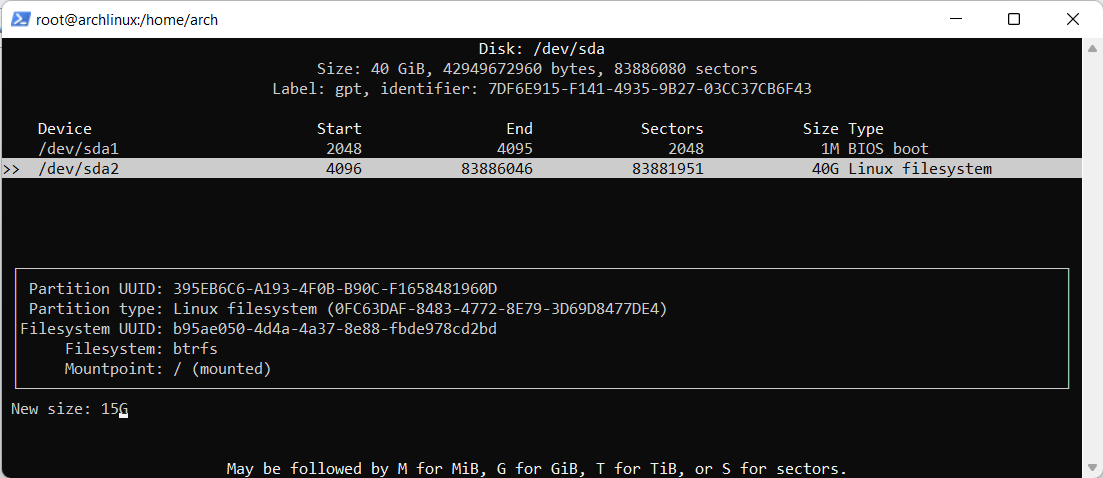 root@archlinux:/home/arch
Disk: /dev/sda
Size: 40 GiB, 42949672960 bytes, 83886080 sectors
Label: gpt, identifier: 7DF6E915-F141-4935-9B27-03CC37CB6F43
Device Start End Sectors Size Type
/dev/sda1 2048 4095 2048 1M BIOS boot
>> /dev/sda2 4096 83886046 83881951 40G Linux filesystem
Partition UUID: 395EB6C6-A193-4F0B-B90C-F1658481960D
Partition type: Linux filesystem (0FC63DAF-8483-4772-8E79-3D69D8477DE4)
Filesystem UUID: b95ae050-4d4a-4a37-8e88-fbde978cd2bd
Filesystem: btrfs
Mountpoint: / (mounted)
New size: 15G
May be followed by M for MiB, G for GiB, T for TiB, or S for sectors.